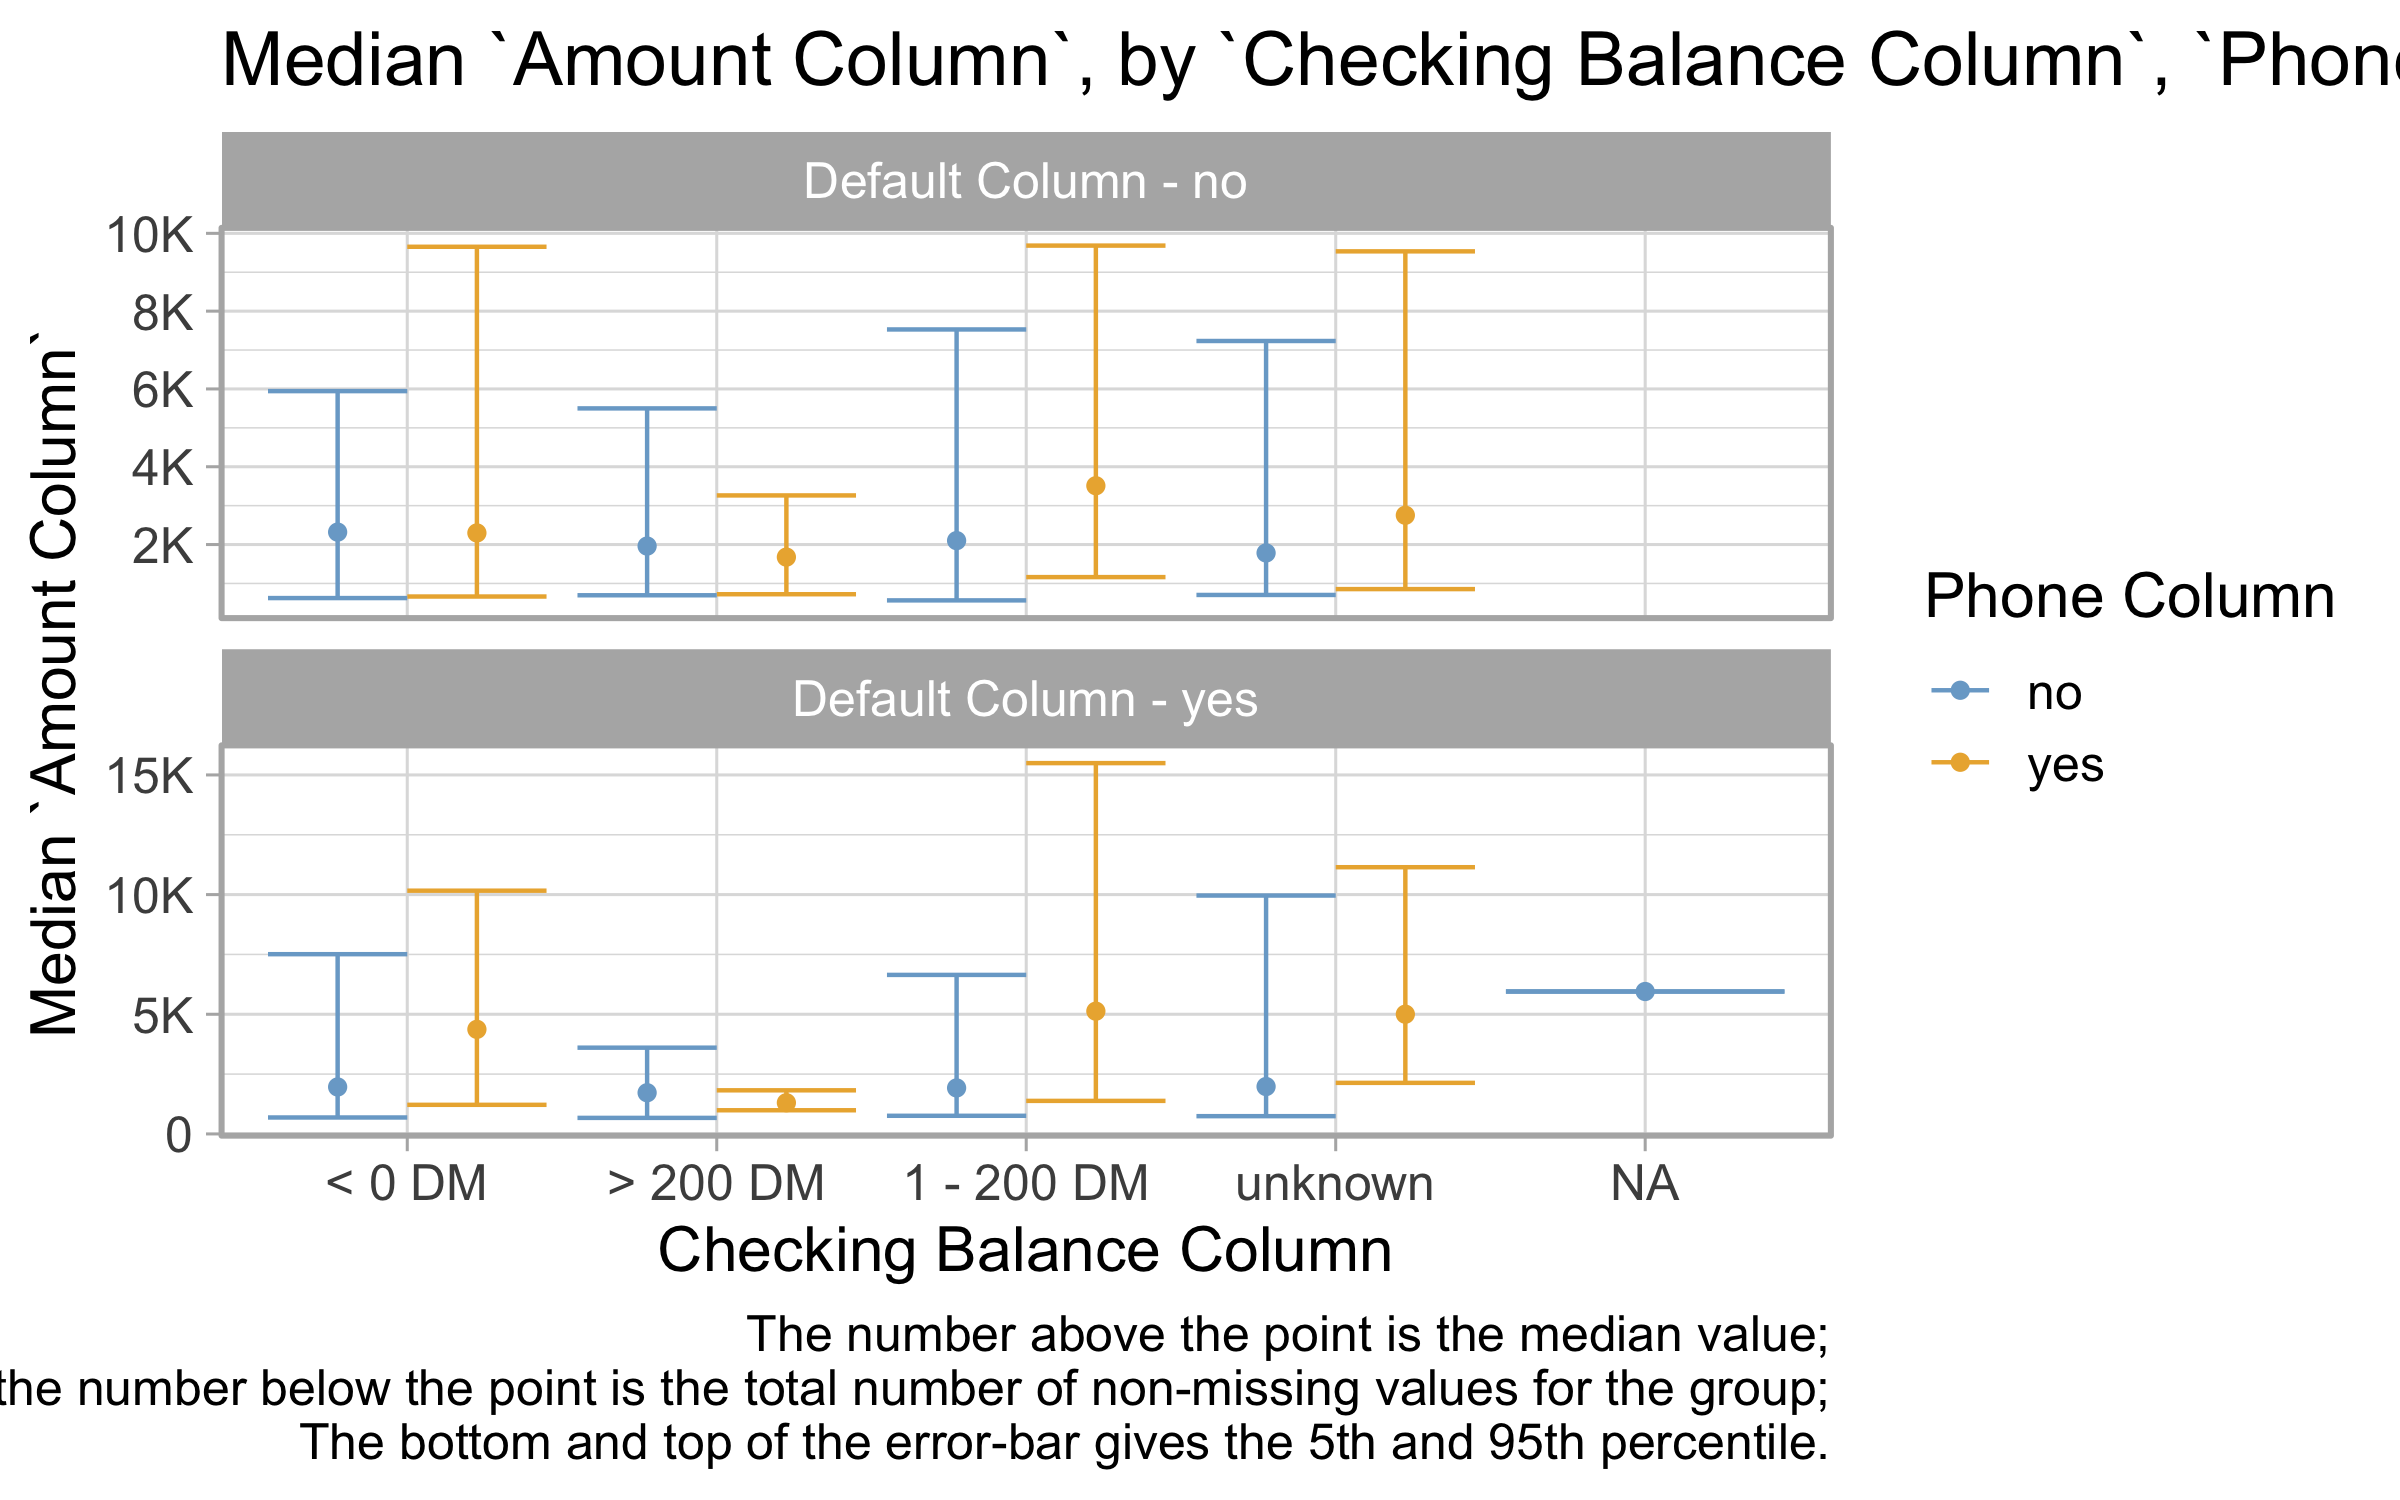 Median `Amount Column`, by `Checking Balance Column`, `Phone
Default Column - no
10K
8K
6K
4K
2K
Default Column - yes
15K
10K
5K
0
Median `Amount Column`
< 0 DM
> 200 DM
1 - 200 DM
unknown
NA
Checking Balance Column
Phone Column
no
yes
The number above the point is the median value;
the number below the point is the total number of non-missing values for the group;
The bottom and top of the error-bar gives the 5th and 95th percentile.